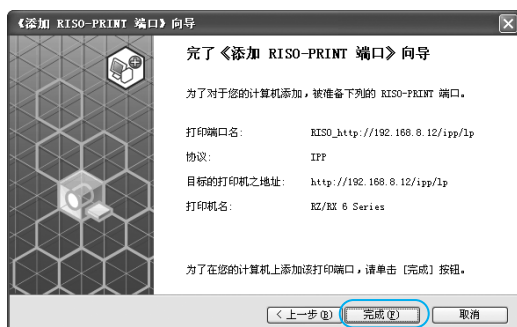 《添加 RISO-PRINT 端口》向导
完了《添加 RISO-PRINT 端口》向导
为了对于您的计算机添加，被准备下列的 RISO-PRINT 端口。
打印端口名： RISO_http://192.168.8.12/ipp/lp
协议： IPP
目标的打印机之地址： http://192.168.8.12/ipp/lp
打印机名： RZ/RX 6 Series
为了在您的计算机上添加该打印端口，请单击 [完成] 按钮。
< 上一步(B) 完成(F) 取消